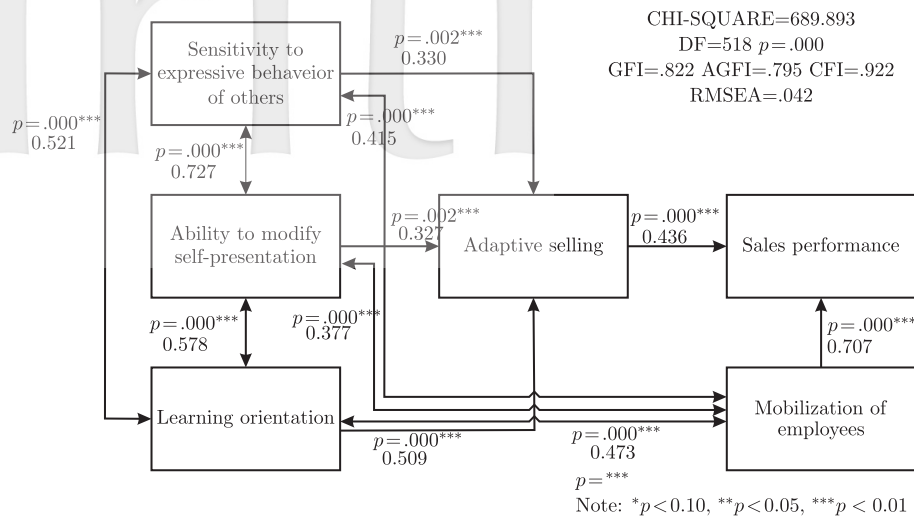 CHI-SQUARE=689.893
DF=518 p=.000
GFI=.822 AGFI=.795 CFI=.922
RMSEA=.042
Sensitivity to
expressive behaveior
of others
p=.002***
0.330
p=.000***
0.415
p=.000***
0.521
p=.000***
0.727
Ability to modify
self-presentation
p=.002***
0.327
Adaptive selling
p=.000***
0.436
Sales performance
p=.000***
0.578
p=.000***
0.377
p=.000***
0.707
Learning orientation
p=.000***
0.509
p=.000***
0.473
Mobilization of
employees
p=***
Note: *p<0.10, **p<0.05, ***p < 0.01